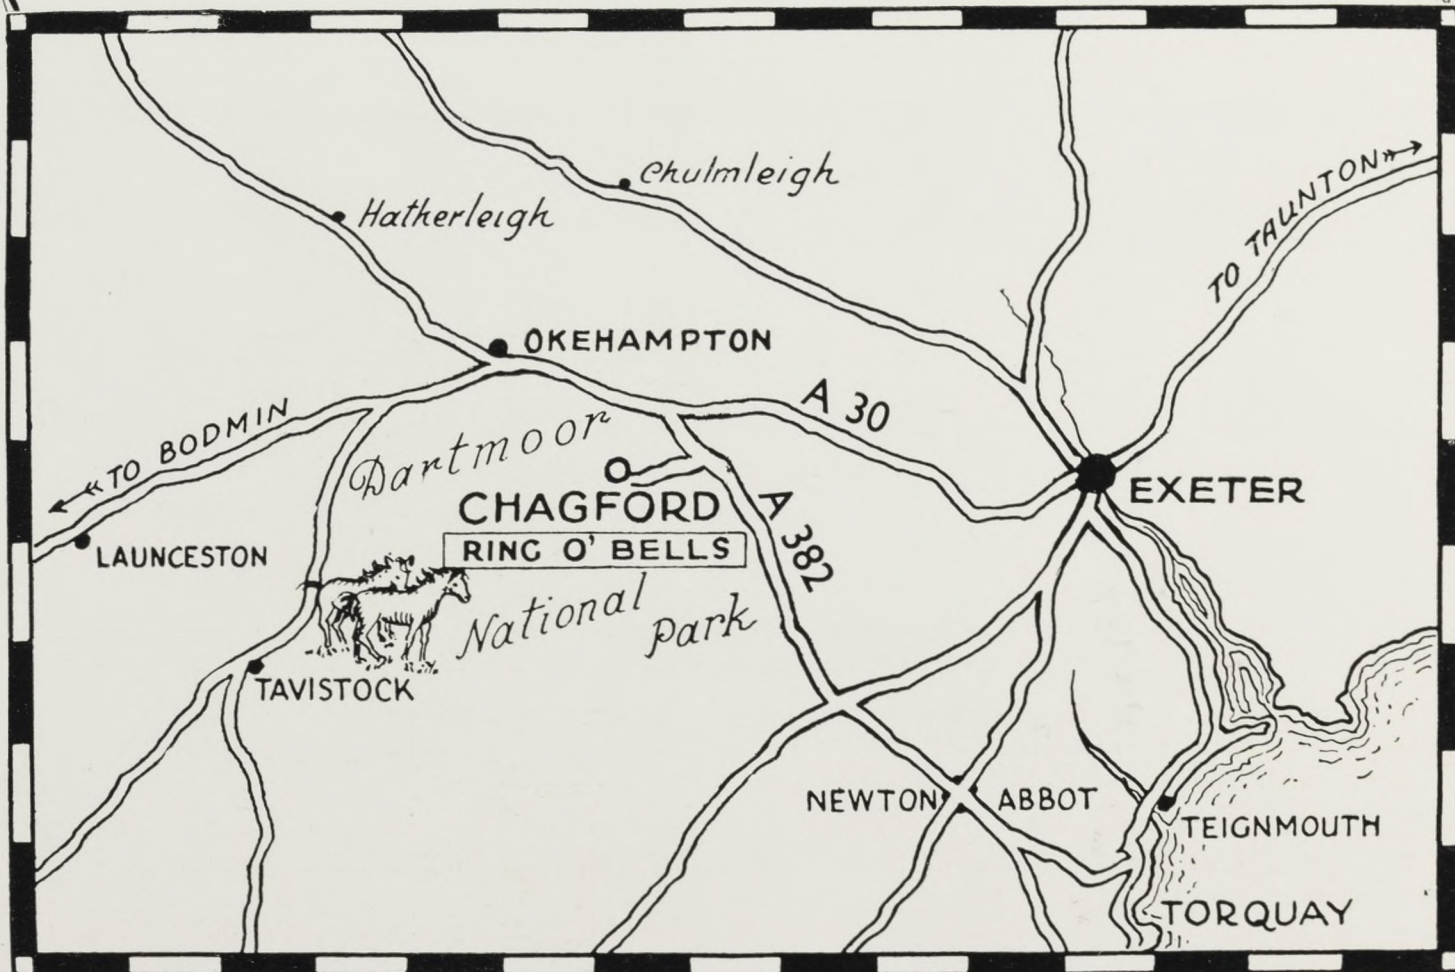 Chulmleigh
Hatherleigh
TO TAUNTON
OKEHAMPTON
A 30
TO BODMIN
Dartmoor
EXETER
CHAGFORD
RING O' BELLS
A 382
LAUNCESTON
National
Park
TAVISTOCK
NEWTON ABBOT
TEIGNMOUTH
TORQUAY